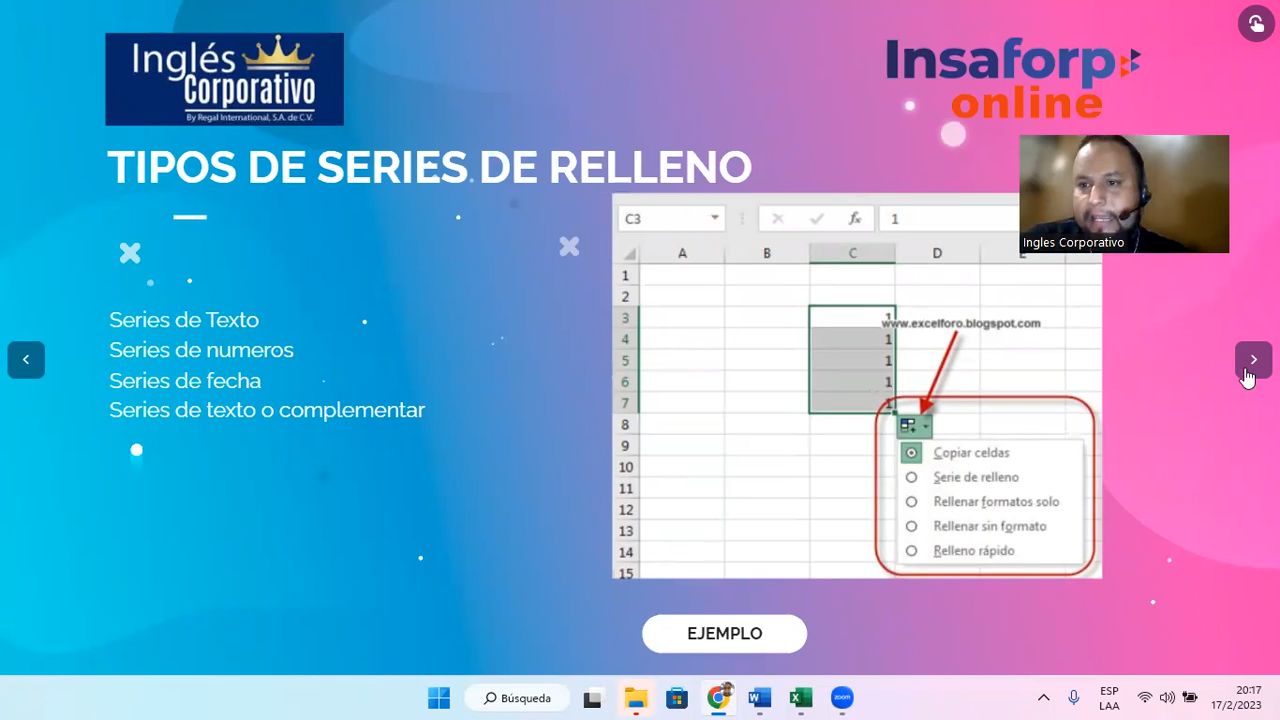 Inglés
Corporativo
By Regal International, S.A. de C.V.
Insaforp
online
TIPOS DE SERIES DE RELLENO
Ingles Corporativo
Series de Texto
Series de numeros
Series de fecha
Series de texto o complementar
C3 fx 1
A B C D E
1
2
3 1
www.excelforo.blogspot.com
4 1
5 1
6 1
7 1
8
9
10
11
12
13
14
15
Copiar celdas
Serie de relleno
Rellenar formatos solo
Rellenar sin formato
Relleno rápido
EJEMPLO
Búsqueda
ESP
LAA
20:17
17/2/2023